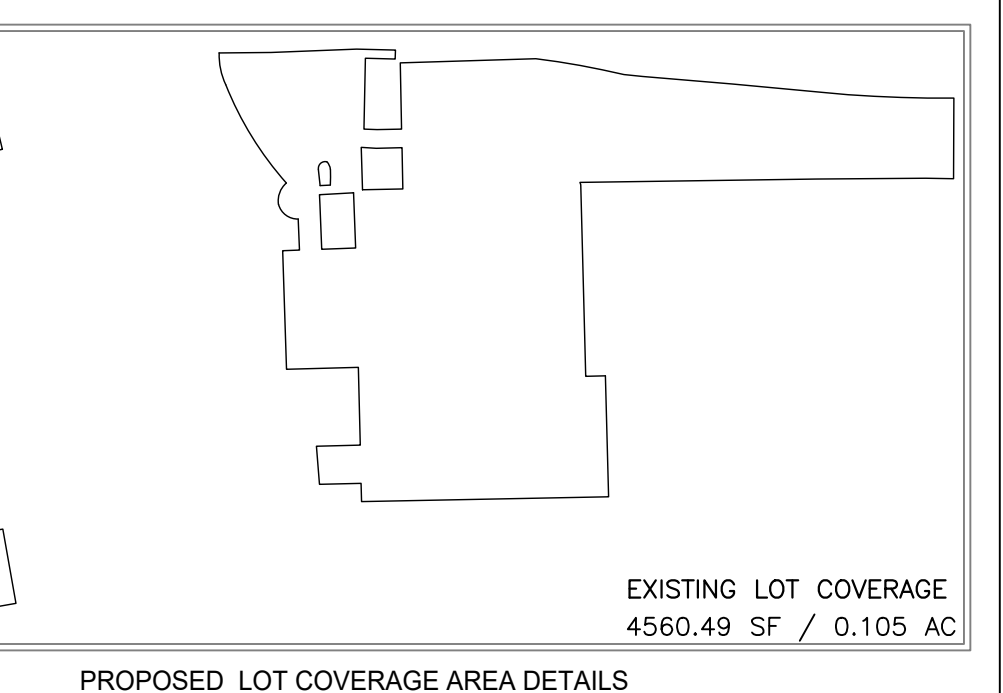 EXISTING LOT COVERAGE
4560.49 SF / 0.105 AC
PROPOSED LOT COVERAGE AREA DETAILS